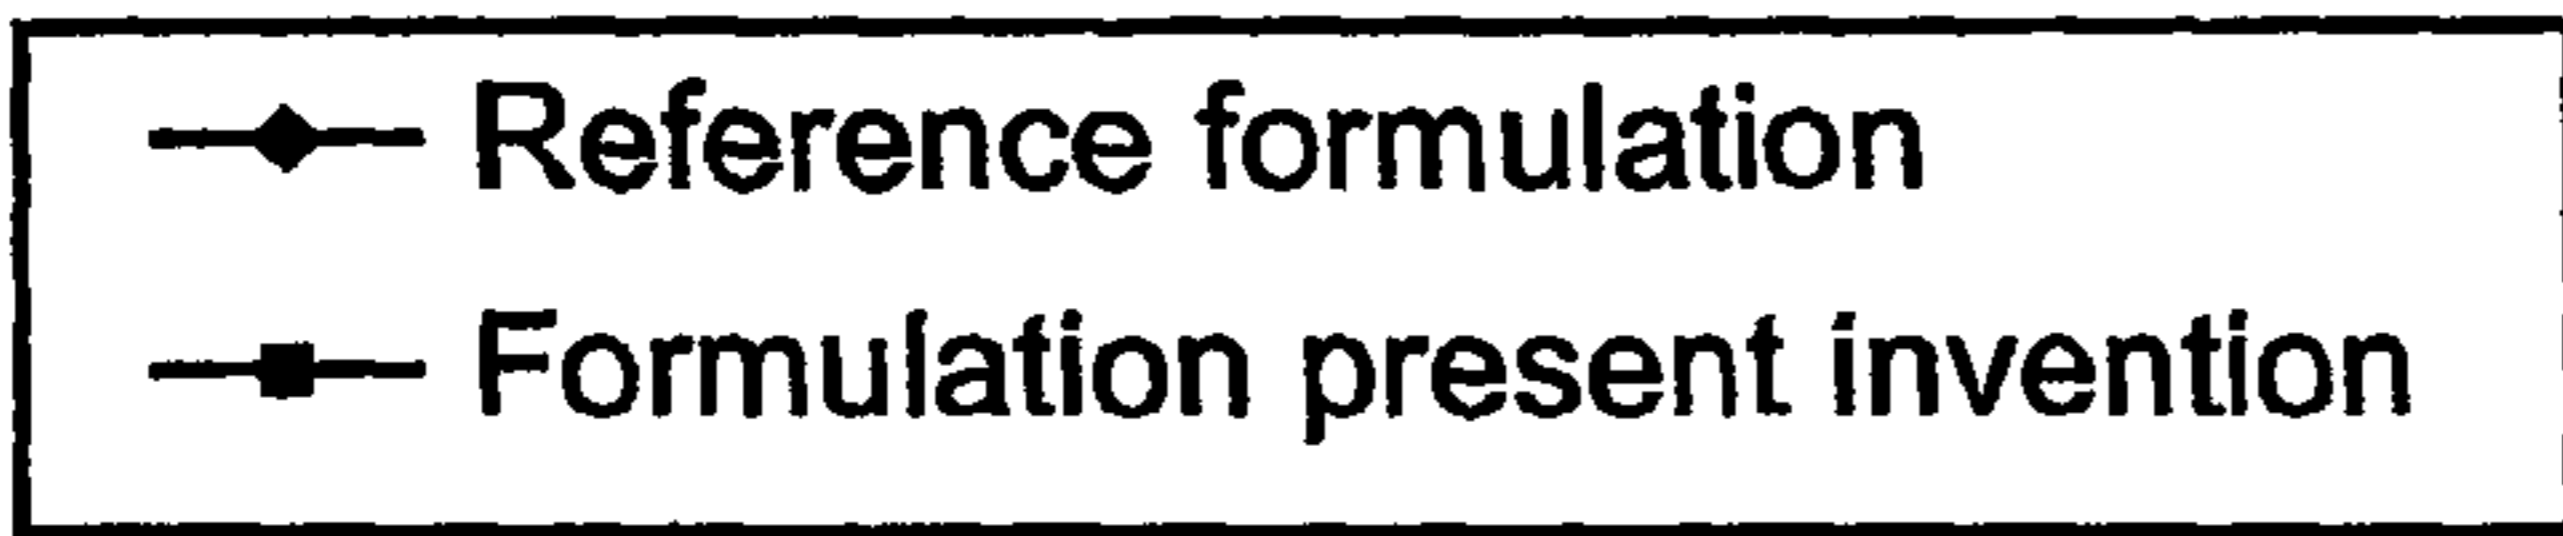 Reference formulation
Formulation present invention